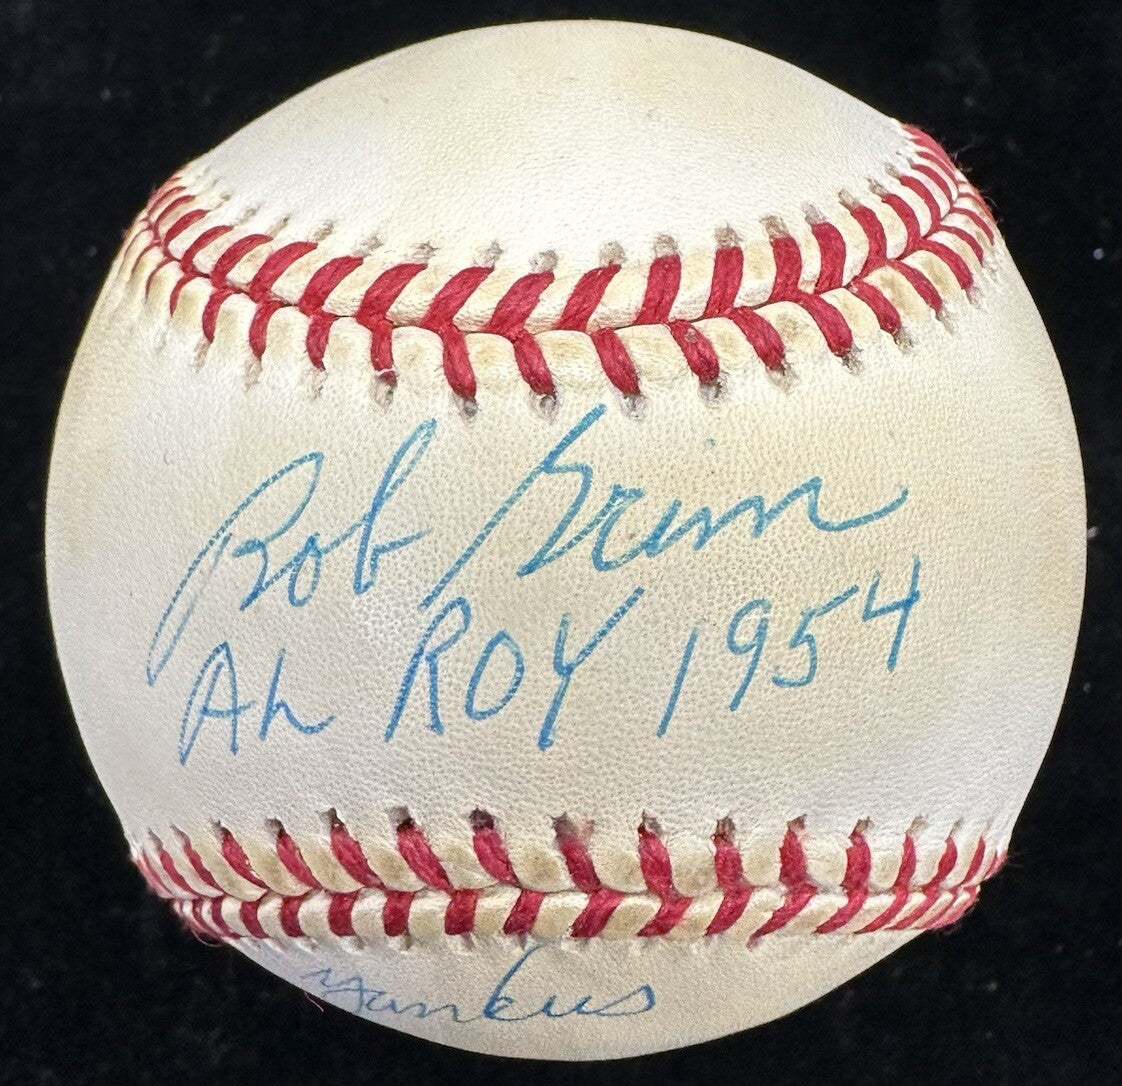 Bob Grim
AL ROY 1954
Yankees